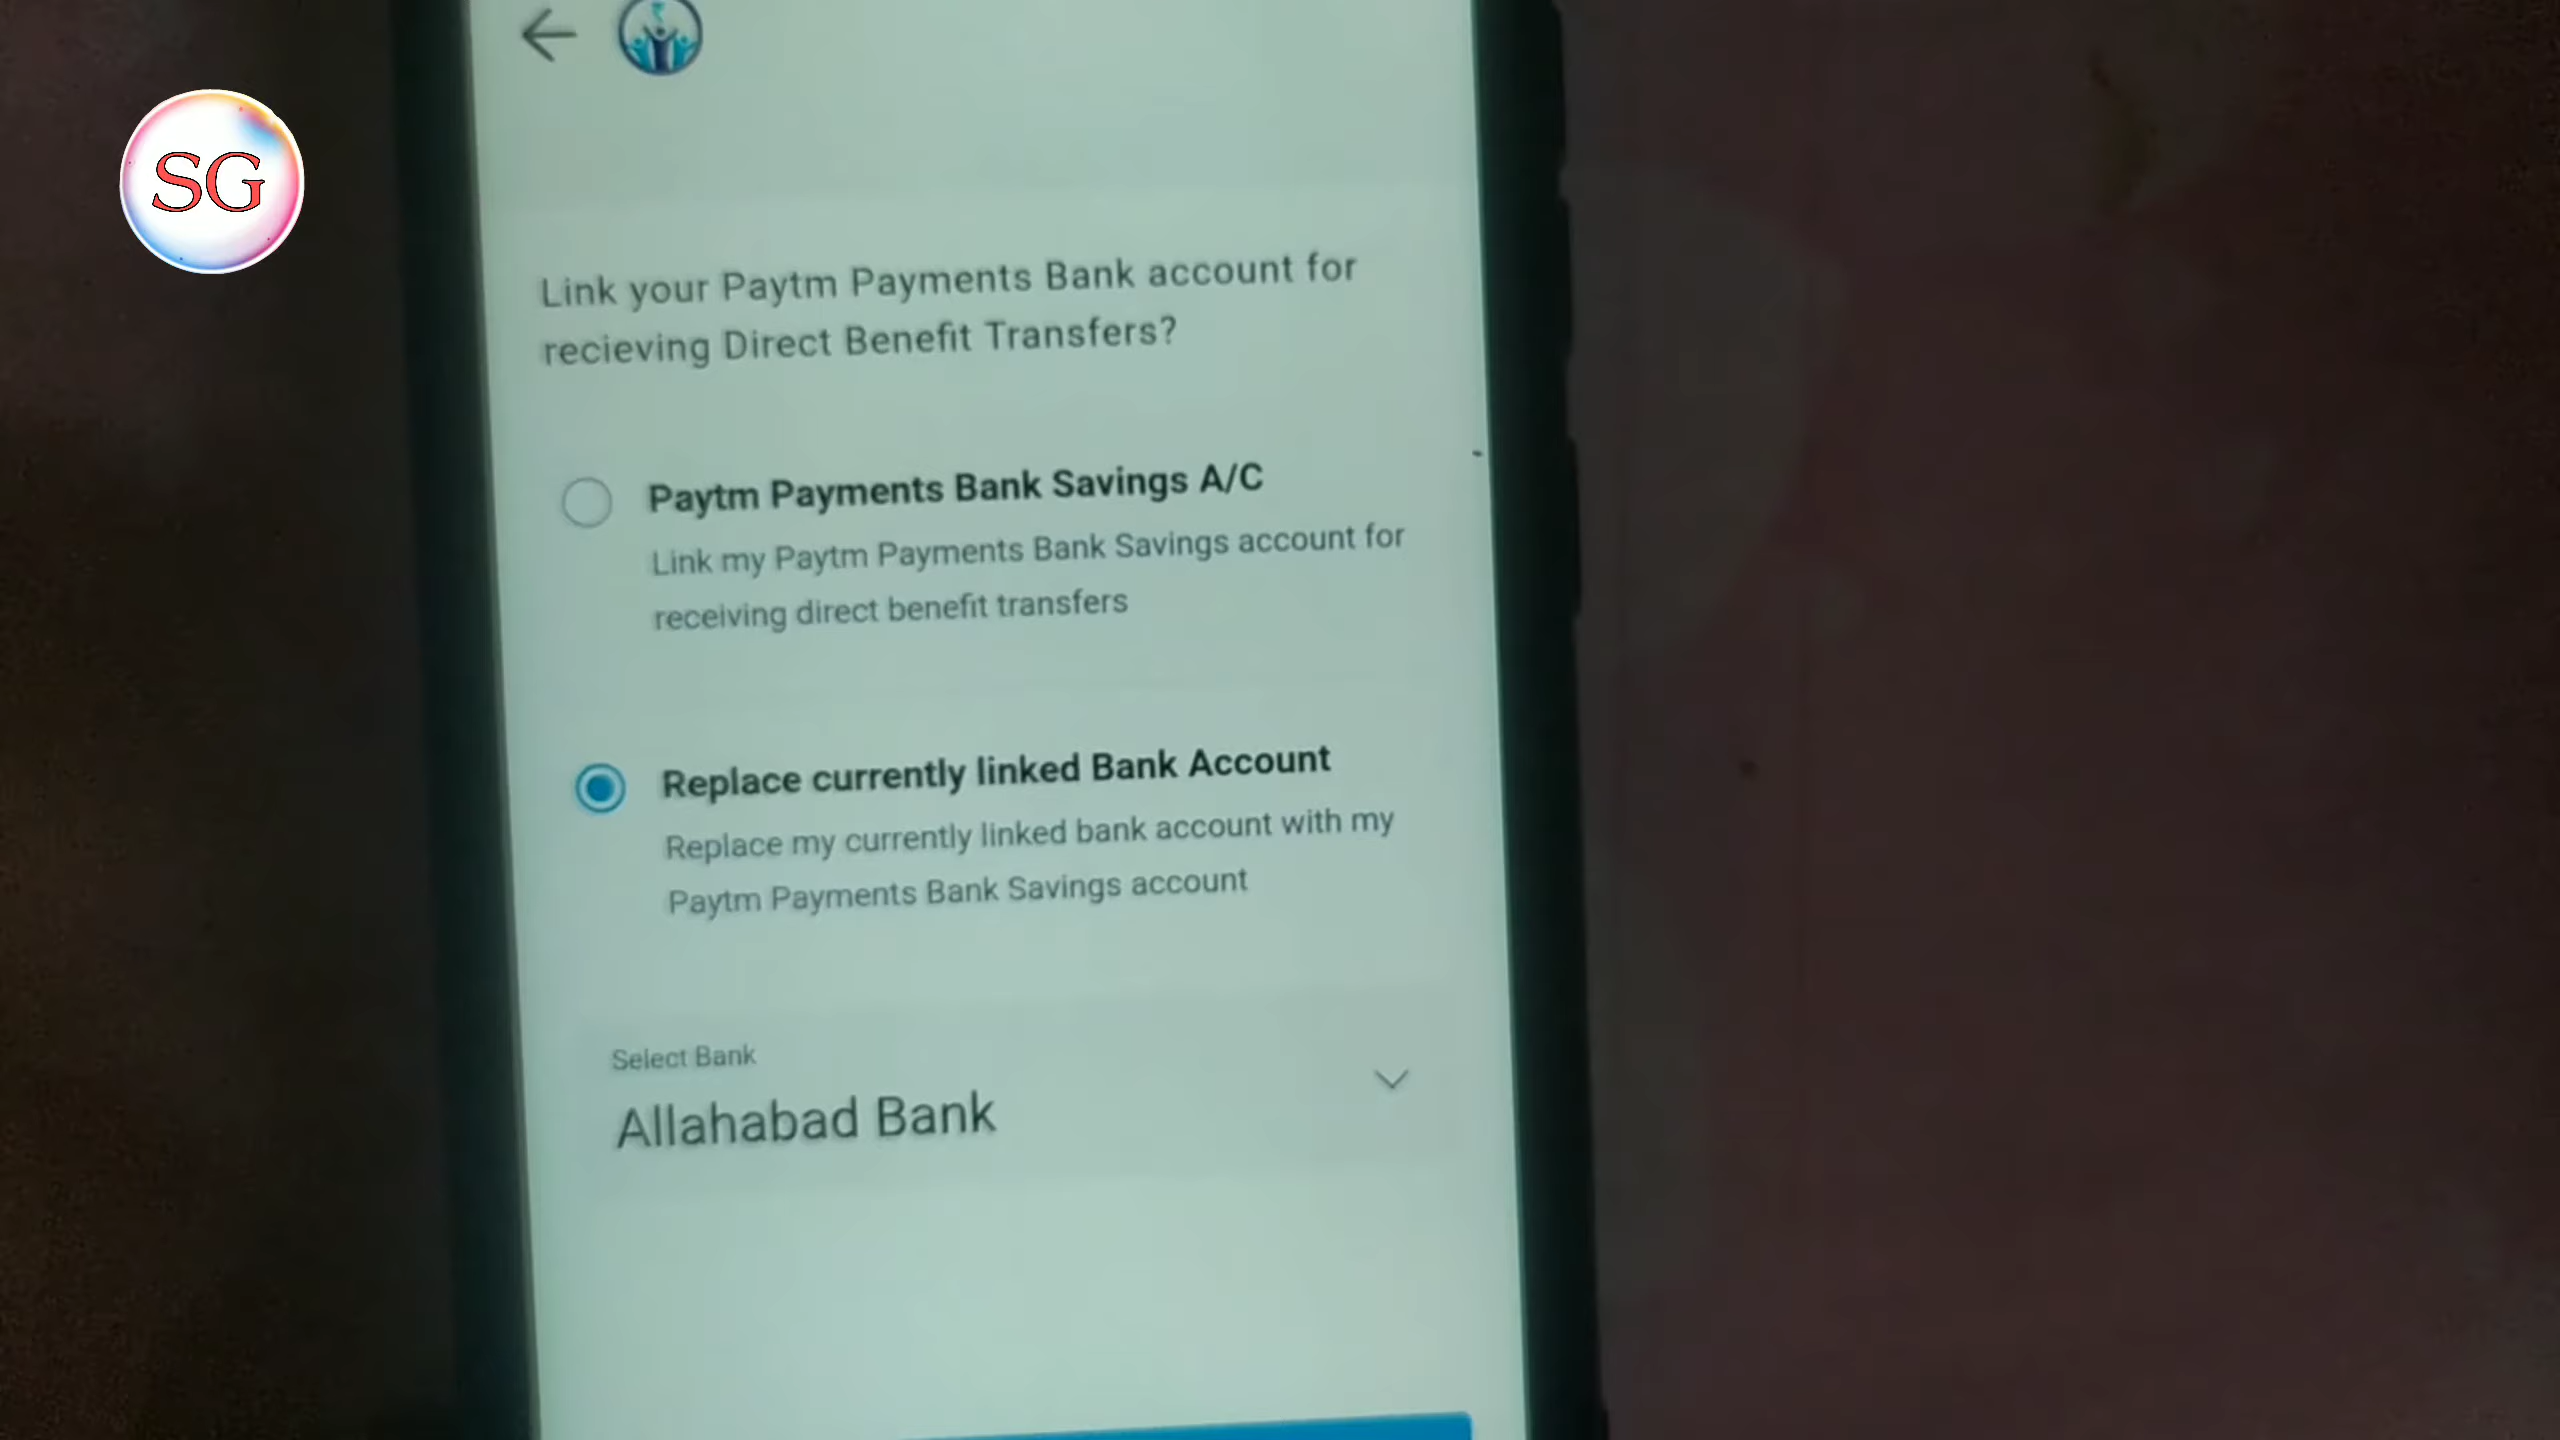 SG
Link your Paytm Payments Bank account for
recieving Direct Benefit Transfers?
Paytm Payments Bank Savings A/C
Link my Paytm Payments Bank Savings account for
receiving direct benefit transfers
Replace currently linked Bank Account
Replace my currently linked bank account with my
Paytm Payments Bank Savings account
Select Bank
Allahabad Bank